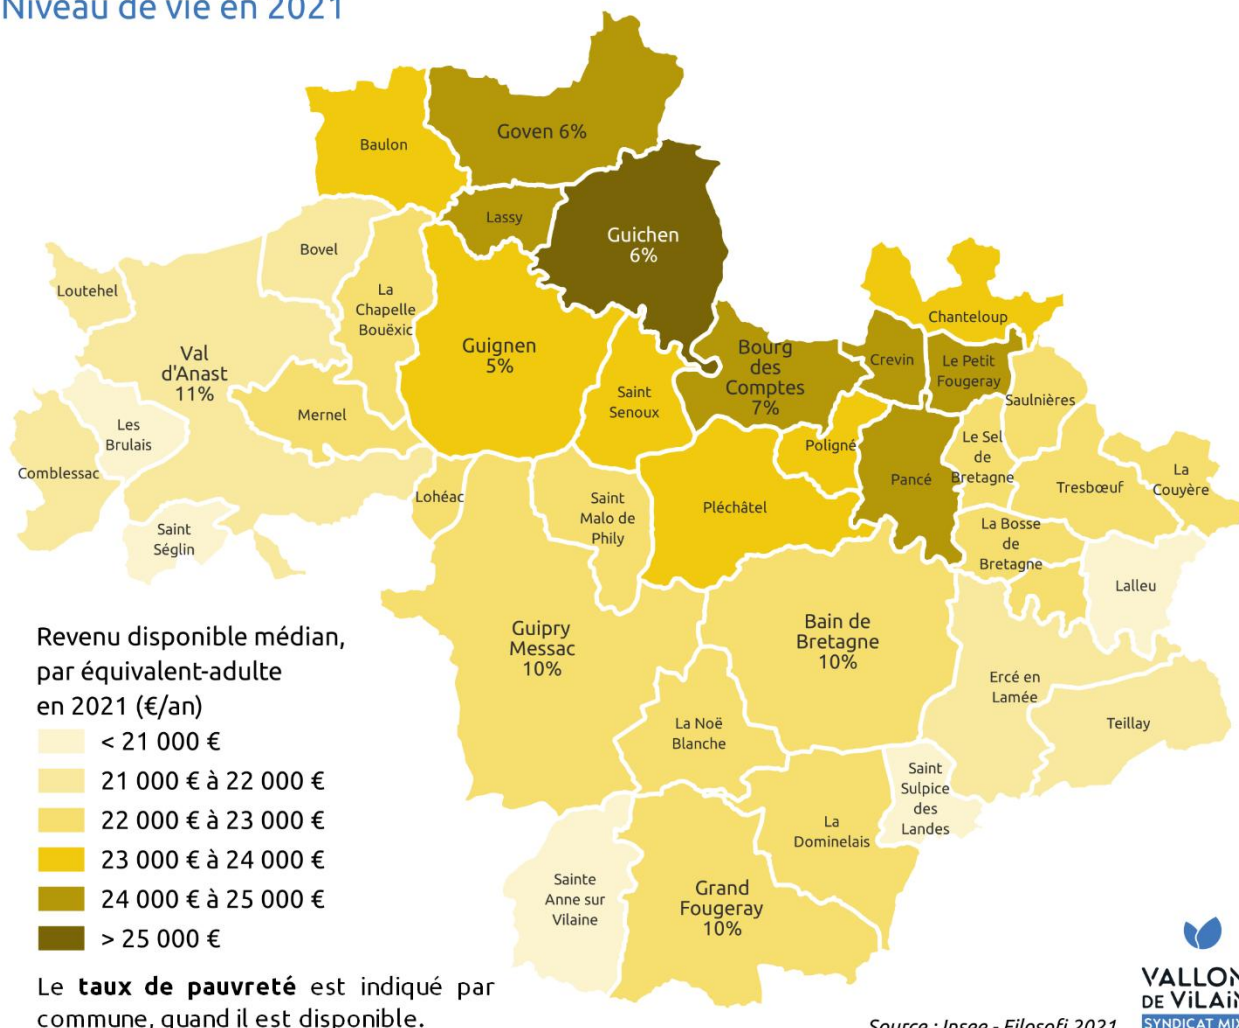 Niveau de vie en 2021
Goven 6%
Baulon
Lassy
Guichen
6%
Bovel
Loutehel
La
Chapelle
Bouëxic
Chanteloup
Val
d'Anast
11%
Guignen
5%
Bourg
des
Comptes
7%
Crevin
Le Petit
Fougeray
Saint
Senoux
Saulnières
Les
Brulais
Mernel
Poligné
Le Sel
de
Bretagne
La
Couyère
Comblessac
Lohéac
Saint
Malo de
Phily
Pléchâtel
Pancé
Tresbœuf
Saint
Séglin
La Bosse
de
Bretagne
Lalleu
Guipry
Messac
10%
Bain de
Bretagne
10%
Ercé en
Lamée
Teillay
La Noë
Blanche
Saint
Sulpice
des
Landes
La
Dominelais
Sainte
Anne sur
Vilaine
Grand
Fougeray
10%
Revenu disponible médian,
par équivalent-adulte
en 2021 (€/an)
< 21 000 €
21 000 € à 22 000 €
22 000 € à 23 000 €
23 000 € à 24 000 €
24 000 € à 25 000 €
> 25 000 €
Le taux de pauvreté est indiqué par
commune, quand il est disponible.
Source : Insee - Filosofi 2021
VALLON
DE VILAIN
SYNDICAT MIX